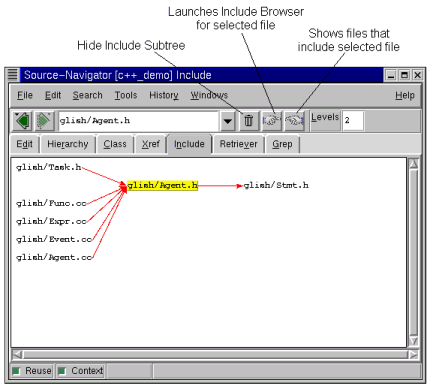 Launches Include Browser
for selected file
Shows files that
include selected file
Hide Include Subtree
Source-Navigator [c++_demo] Include
File Edit Search Tools History Windows Help
glish/Agent.h Levels 2
Edit Hierarchy Class Xref Include Retriever Grep
glish/Task.h
glish/Agent.h glish/Stmt.h
glish/Func.cc
glish/Expr.cc
glish/Event.cc
glish/Agent.cc
Reuse Context